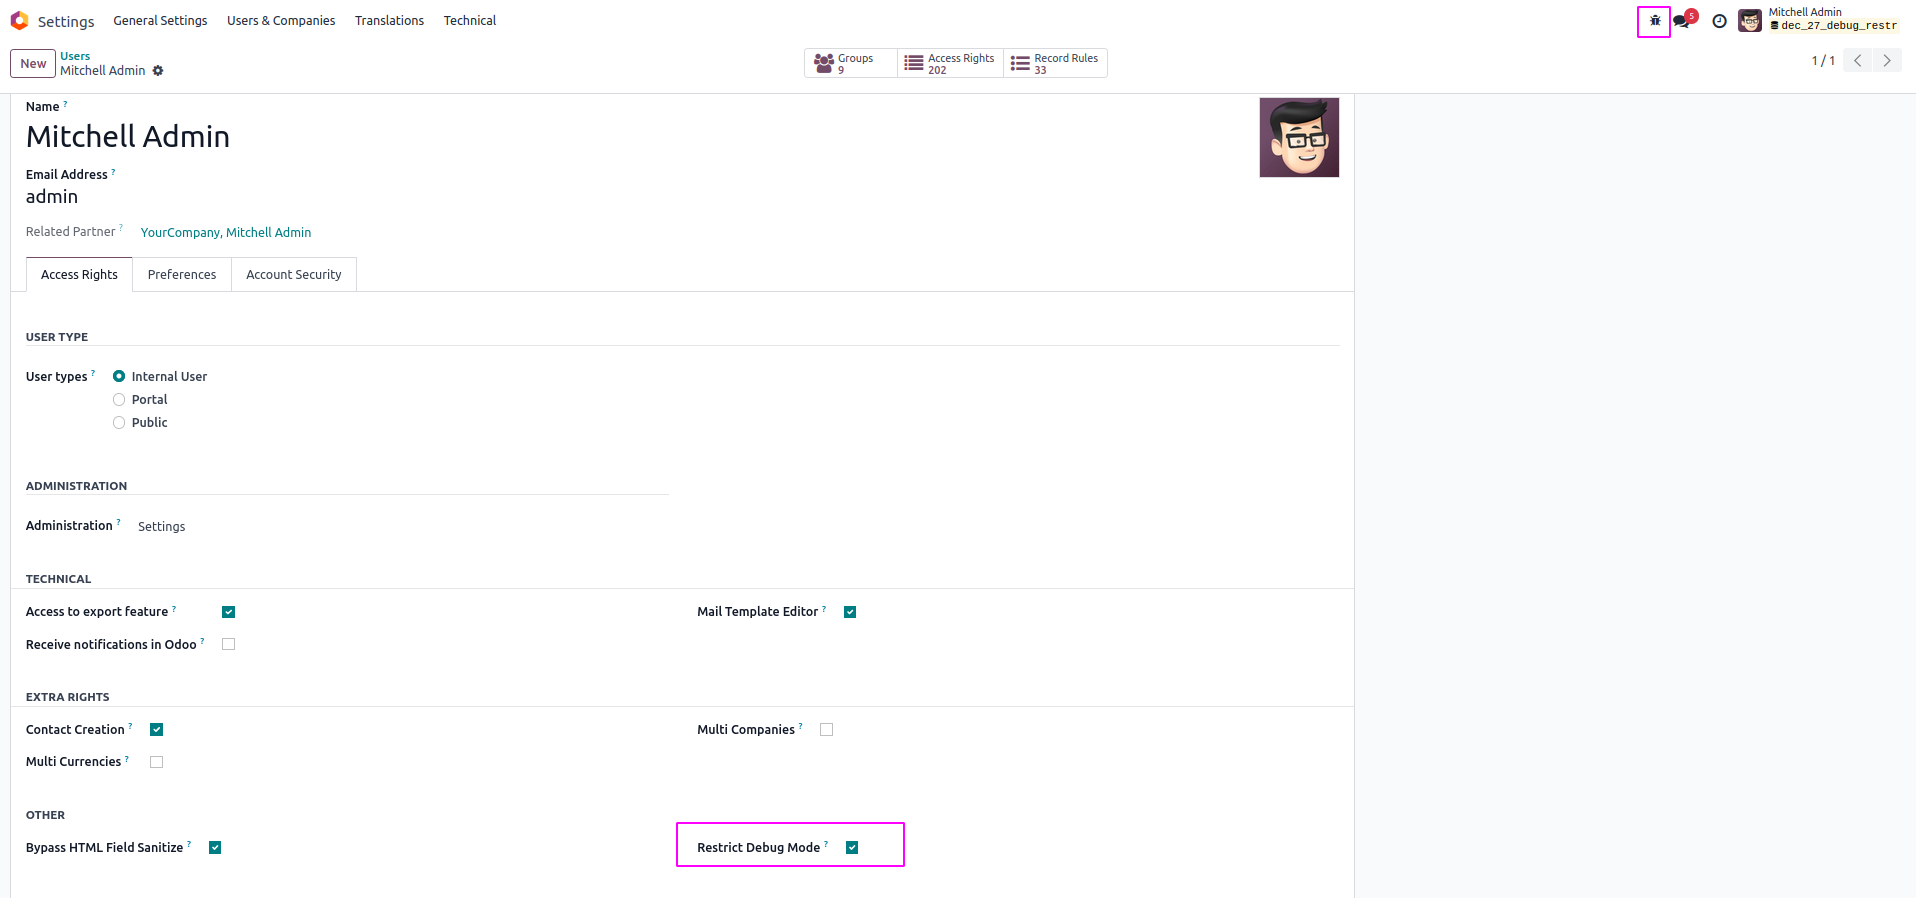 Settings General Settings Users & Companies Translations Technical 5 Mitchell Admin
dec_27_debug_restr
New Users
Mitchell Admin
Groups 9 Access Rights 202 Record Rules 33
1 / 1
Name ?
Mitchell Admin
Email Address ?
admin
Related Partner ? YourCompany, Mitchell Admin
Access Rights Preferences Account Security
USER TYPE
User types ? Internal User
Portal
Public
ADMINISTRATION
Administration ? Settings
TECHNICAL
Access to export feature ? Mail Template Editor ?
Receive notifications in Odoo ?
EXTRA RIGHTS
Contact Creation ? Multi Companies ?
Multi Currencies ?
OTHER
Bypass HTML Field Sanitize ? Restrict Debug Mode ?